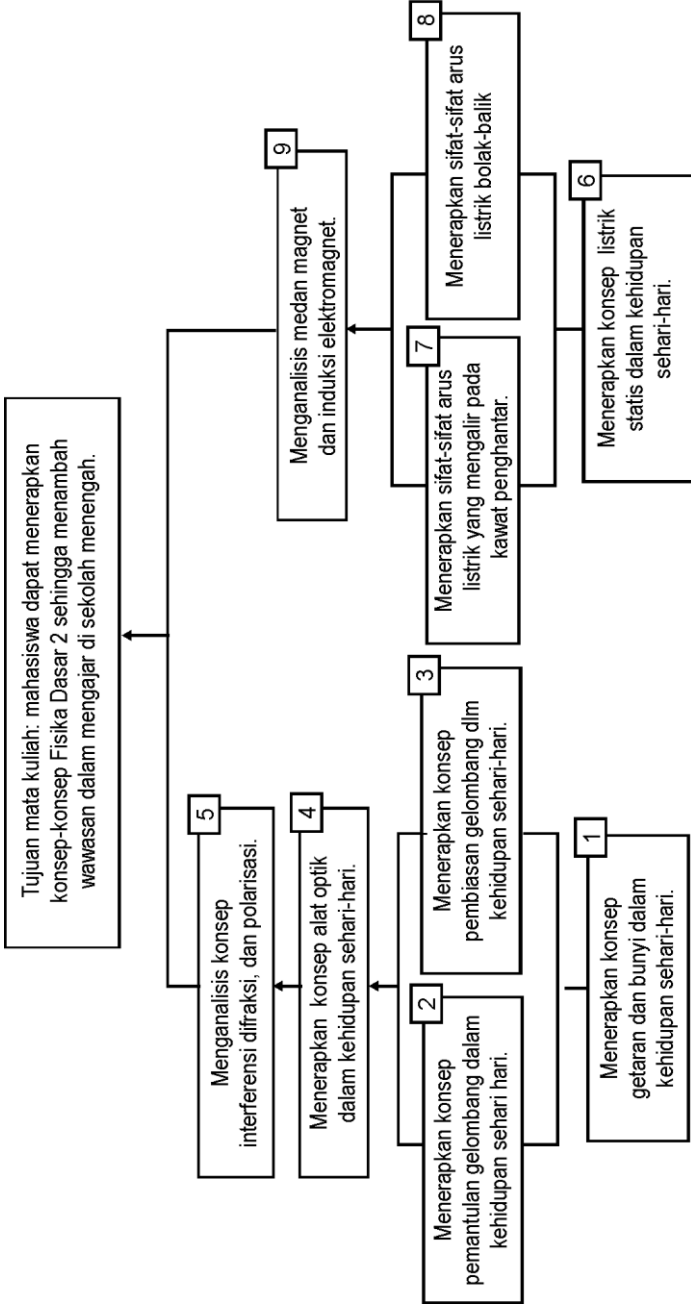 Tujuan mata kuliah: mahasiswa dapat menerapkan
konsep-konsep Fisika Dasar 2 sehingga menambah
wawasan dalam mengajar di sekolah menengah.
5
Menganalisis konsep
interferensi difraksi, dan polarisasi.
9
Menganalisis medan magnet
dan induksi elektromagnet.
4
Menerapkan konsep alat optik
dalam kehidupan sehari-hari.
2
Menerapkan konsep
pemantulan gelombang dalam
kehidupan sehari hari.
3
Menerapkan konsep
pembiasan gelombang dlm
kehidupan sehari-hari.
7
Menerapkan sifat-sifat arus
listrik yang mengalir pada
kawat penghantar.
8
Menerapkan sifat-sifat arus
listrik bolak-balik
1
Menerapkan konsep
getaran dan bunyi dalam
kehidupan sehari-hari.
6
Menerapkan konsep listrik
statis dalam kehidupan
sehari-hari.